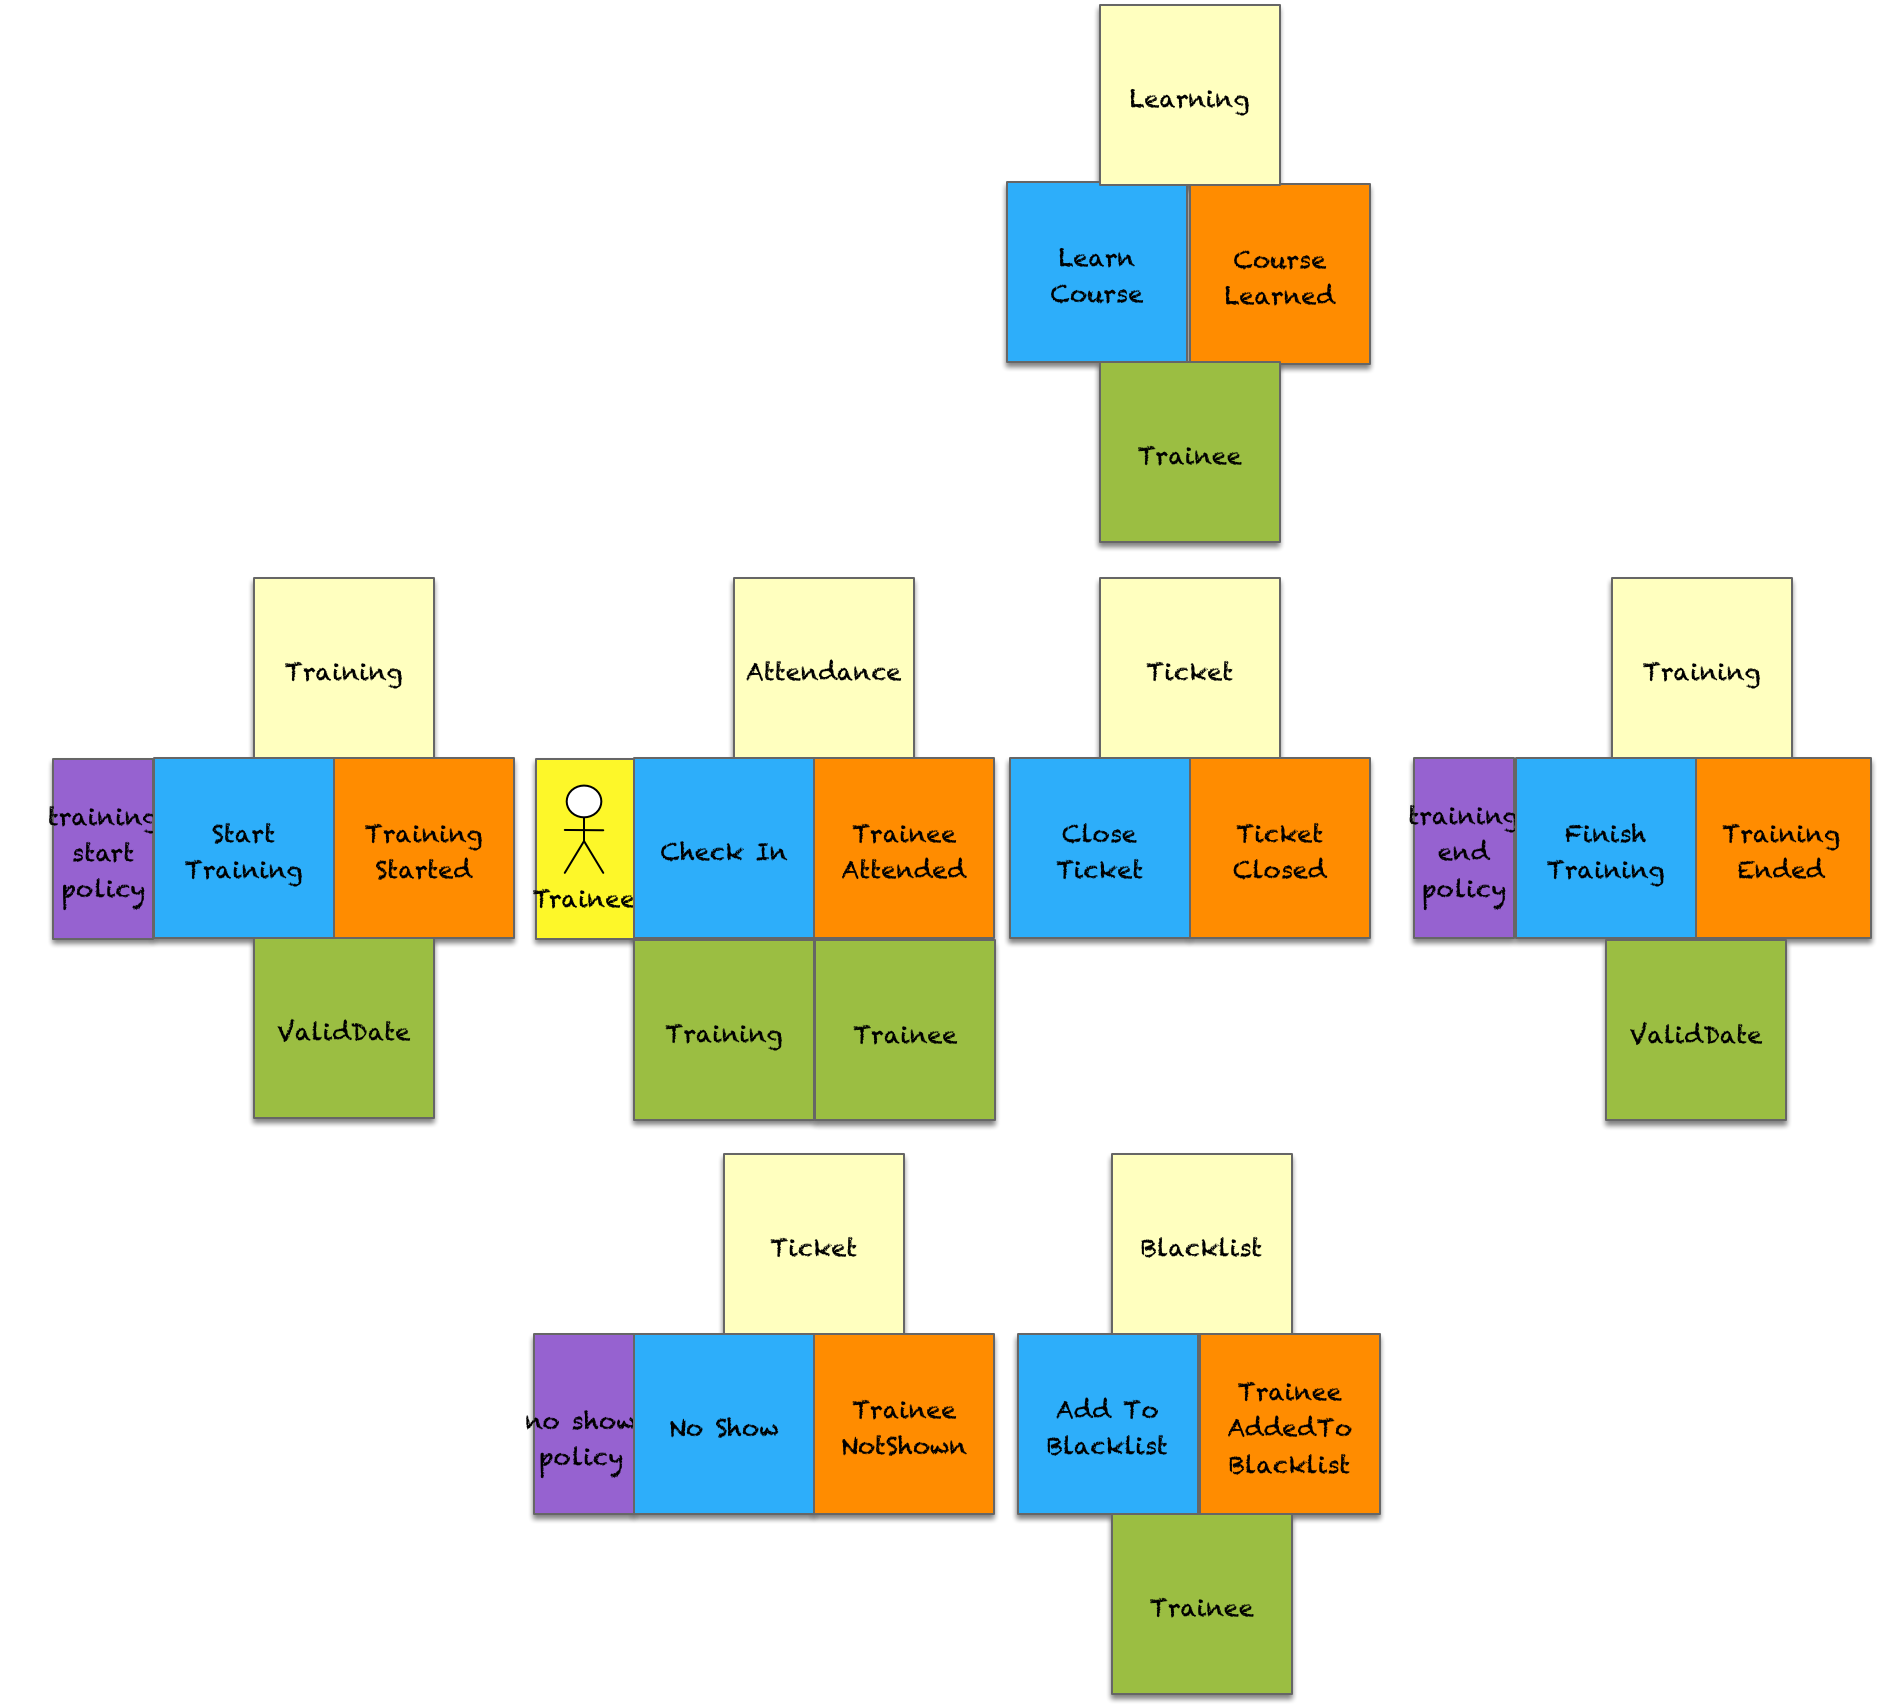 Learning
Learn
Course
Course
Learned
Trainee
Training
training
start
policy
Start
Training
Training
Started
ValidDate
Attendance
Trainee
Check In
Trainee
Attended
Training
Trainee
Ticket
Close
Ticket
Ticket
Closed
Training
training
end
policy
Finish
Training
Training
Ended
ValidDate
Ticket
no show
policy
No Show
Trainee
NotShown
Blacklist
Add To
Blacklist
Trainee
AddedTo
Blacklist
Trainee